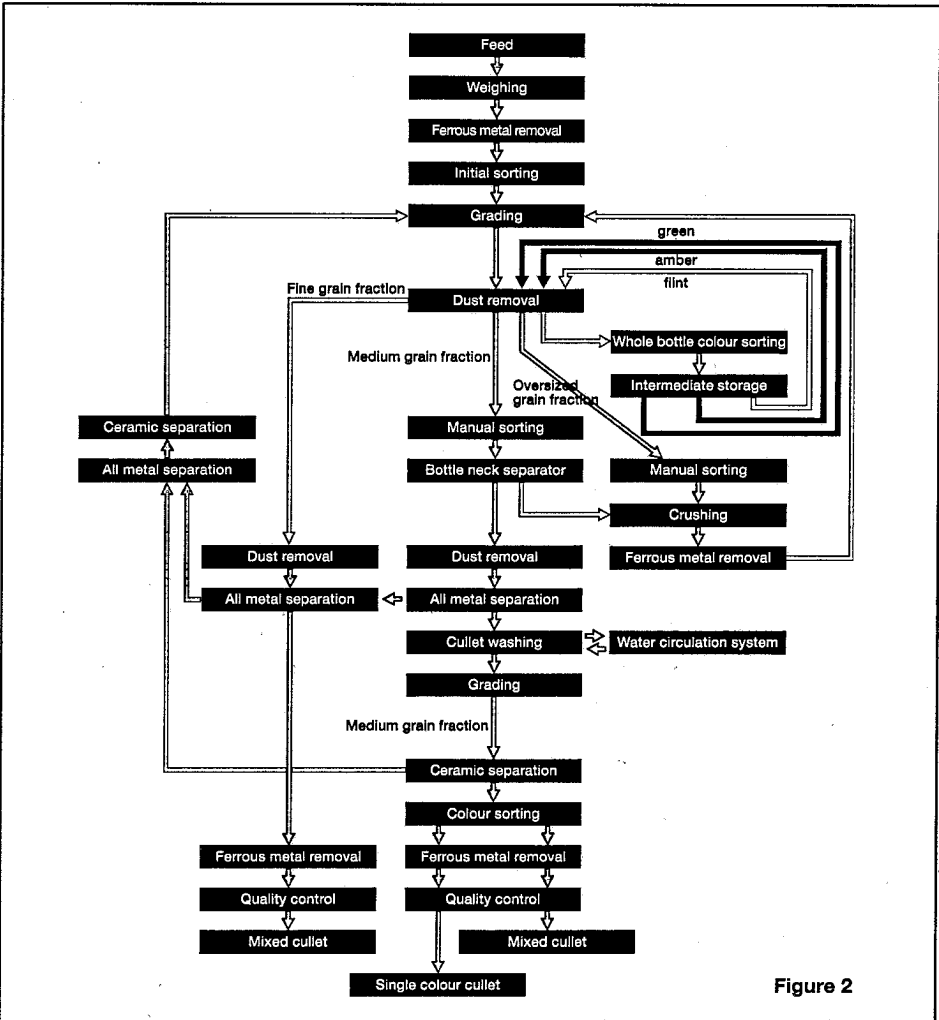 Feed
Weighing
Ferrous metal removal
Initial sorting
Grading
green
amber
flint
Fine grain fraction
Dust removal
Whole bottle colour sorting
Medium grain fraction
Intermediate storage
Oversized
grain fraction
Ceramic separation
Manual sorting
All metal separation
Bottle neck separator
Manual sorting
Crushing
Dust removal
Dust removal
Ferrous metal removal
All metal separation
All metal separation
Cullet washing
Water circulation system
Grading
Medium grain fraction
Ceramic separation
Colour sorting
Ferrous metal removal
Ferrous metal removal
Quality control
Quality control
Mixed cullet
Mixed cullet
Single colour cullet
Figure 2